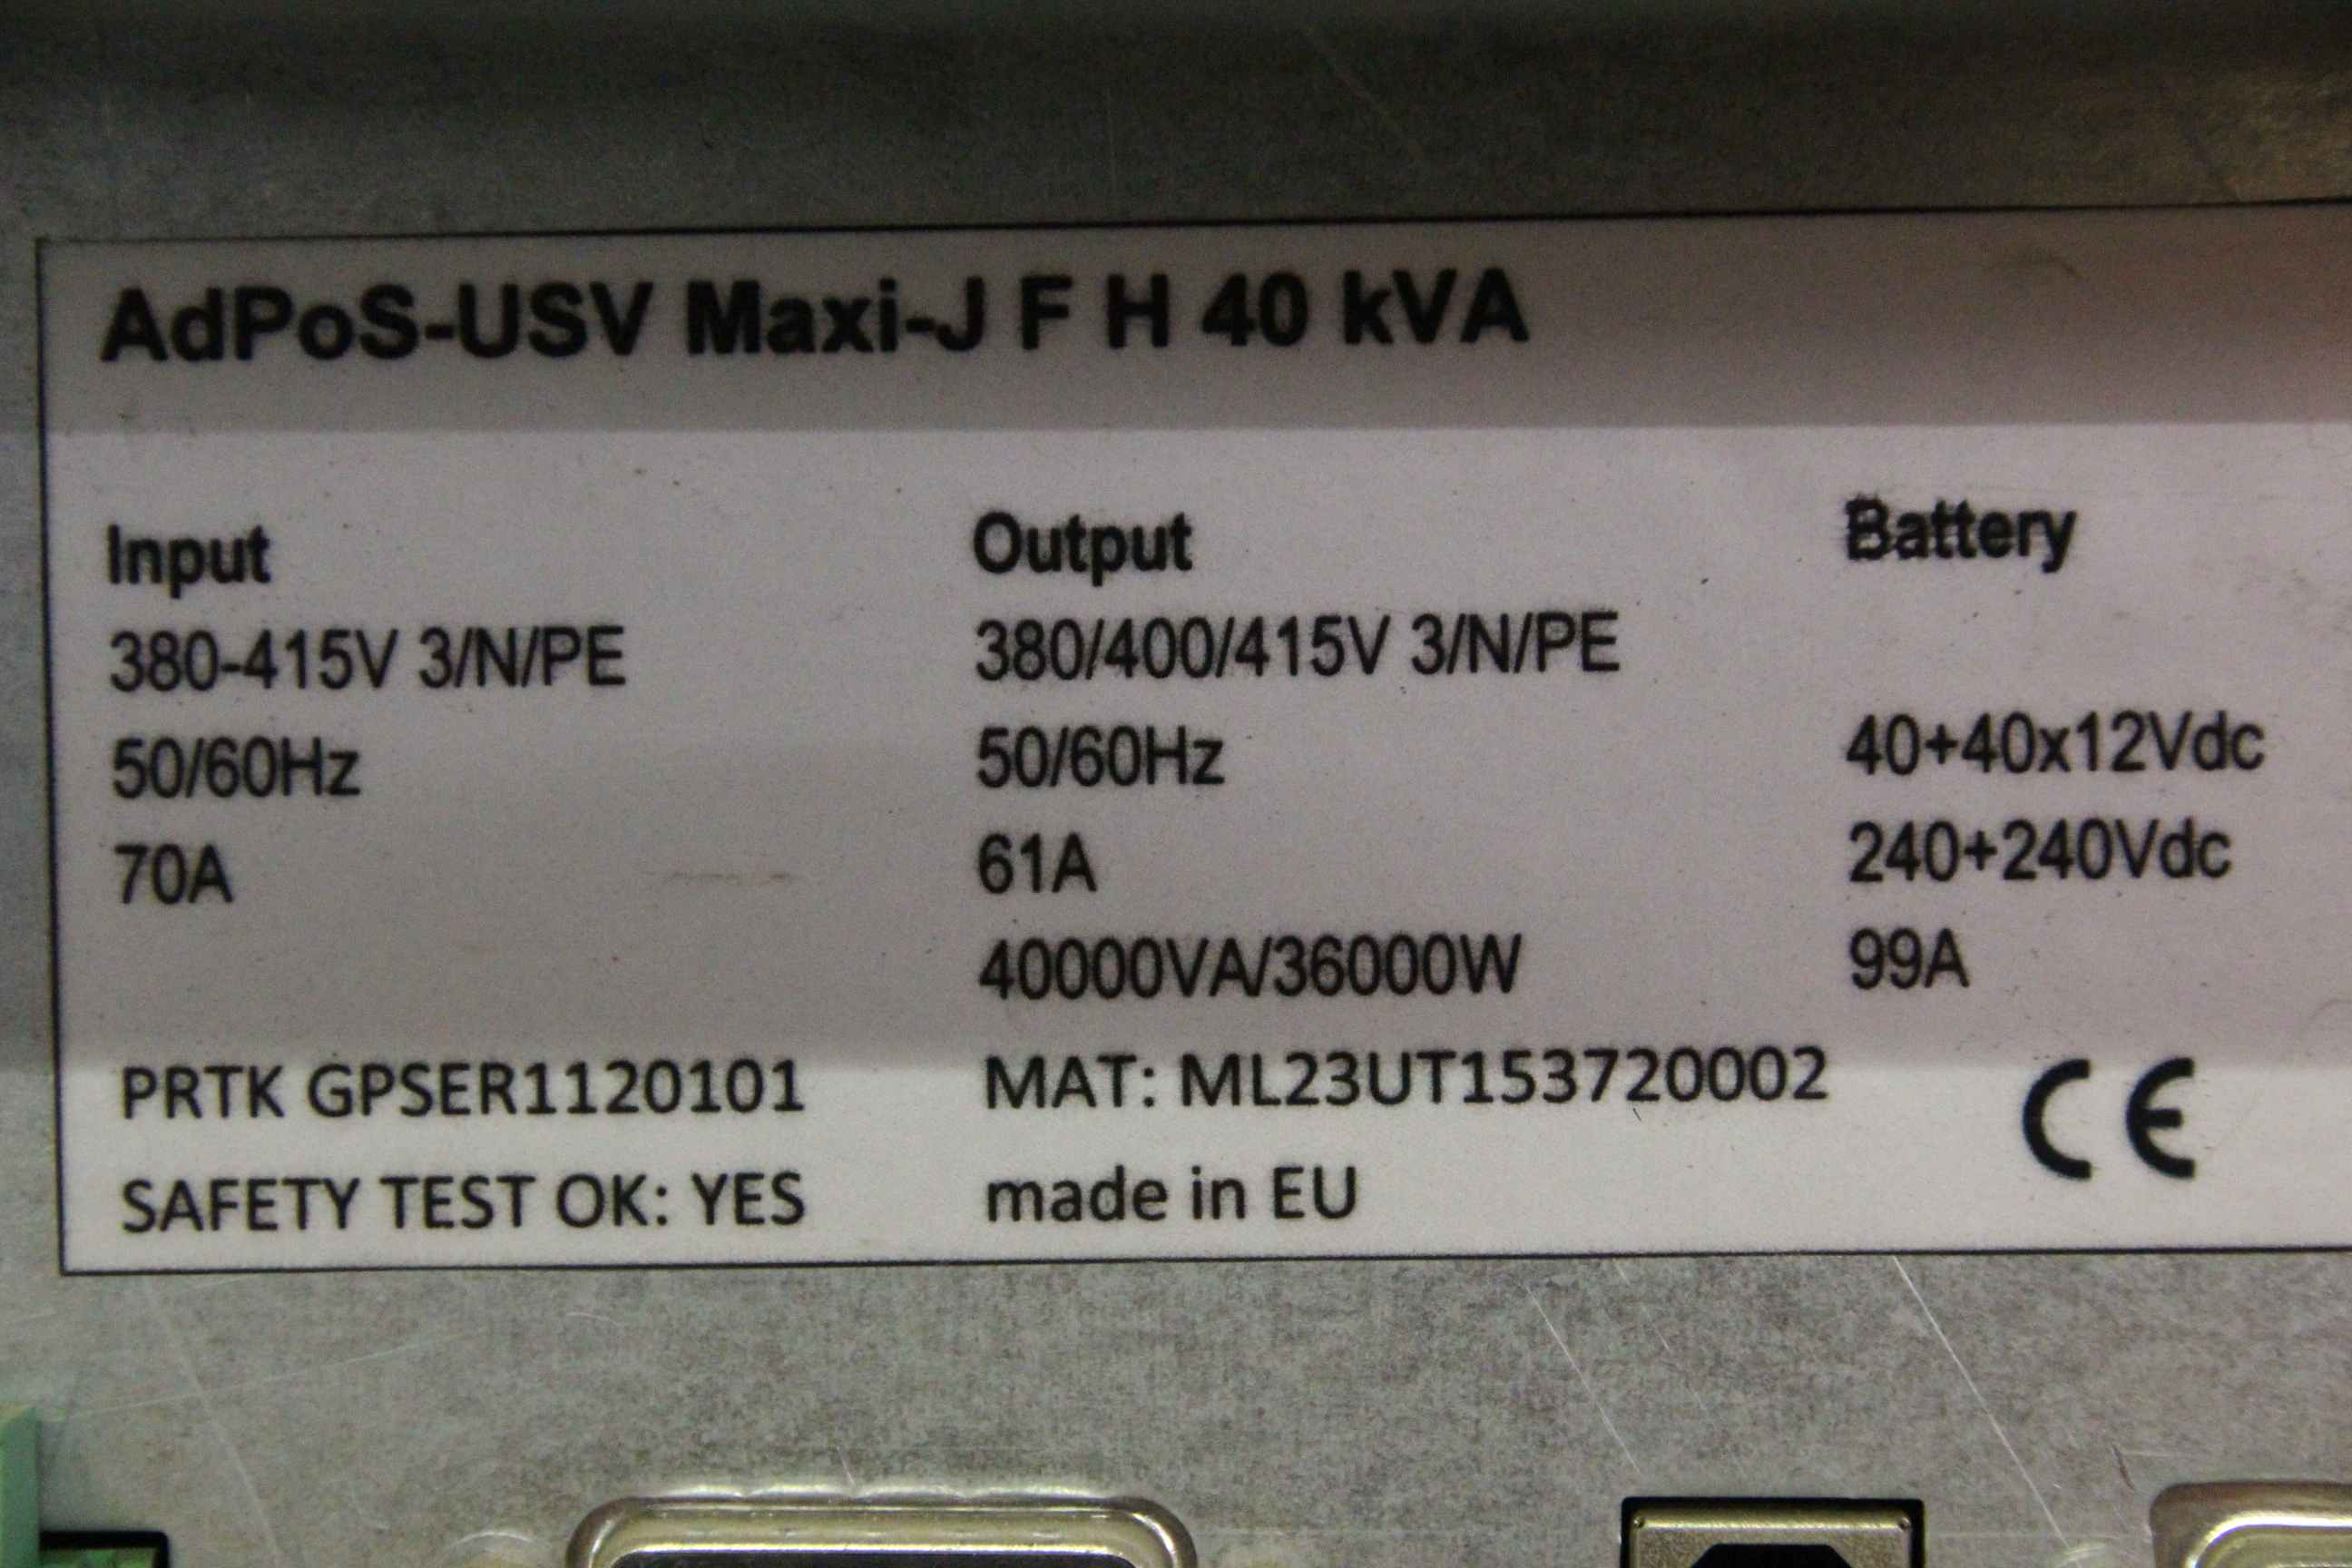 AdPoS-USV Maxi-J F H 40 kVA
Input Output Battery
380-415V 3/N/PE 380/400/415V 3/N/PE
50/60Hz 50/60Hz 40+40x12Vdc
70A 61A 240+240Vdc
40000VA/36000W 99A
PRTK GPSER1120101 MAT: ML23UT153720002 CE
SAFETY TEST OK: YES made in EU